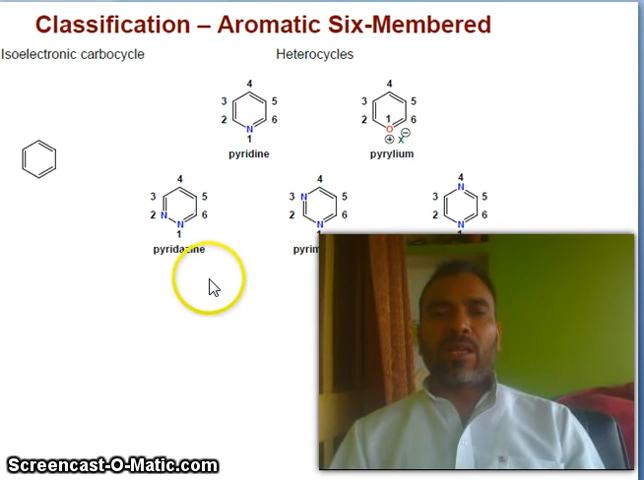 Classification – Aromatic Six-Membered
Isoelectronic carbocycle
Heterocycles
4
3 5
2 6
N
1
pyridine
4
3 5
2 1 6
O
⊕ X⊖
pyrylium
4
3 5
2 N 6
N
1
pyridazine
4
3 N 5
2 6
N
1
4
N
3 5
2 6
N
1
Screencast-O-Matic.com